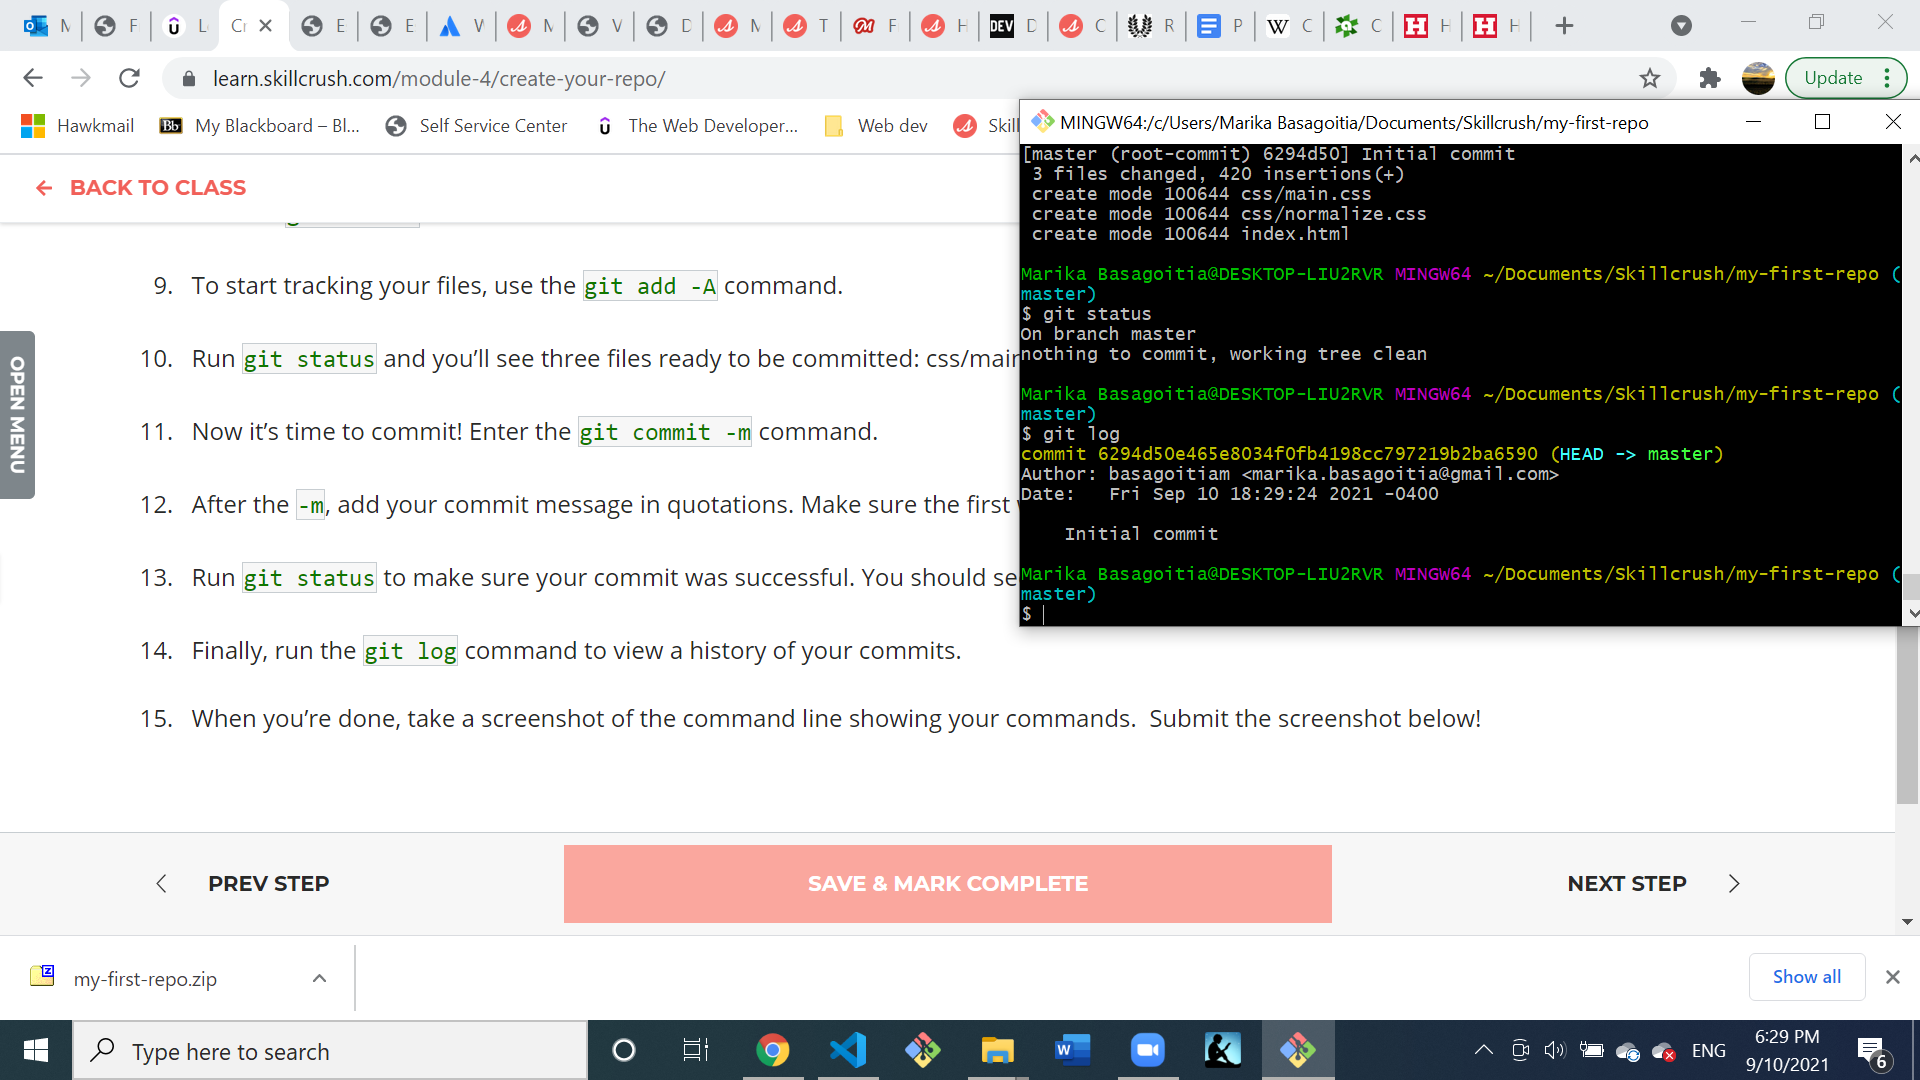 learn.skillcrush.com/module-4/create-your-repo/
Update
Hawkmail
My Blackboard – Bl...
Self Service Center
The Web Developer...
Web dev
BACK TO CLASS
OPEN MENU
9. To start tracking your files, use the git add -A command.
10. Run git status and you’ll see three files ready to be committed: css/main
11. Now it’s time to commit! Enter the git commit -m command.
12. After the -m, add your commit message in quotations. Make sure the first
13. Run git status to make sure your commit was successful. You should se
14. Finally, run the git log command to view a history of your commits.
15. When you’re done, take a screenshot of the command line showing your commands. Submit the screenshot below!
MINGW64:/c/Users/Marika Basagoitia/Documents/Skillcrush/my-first-repo
[master (root-commit) 6294d50] Initial commit
3 files changed, 420 insertions(+)
create mode 100644 css/main.css
create mode 100644 css/normalize.css
create mode 100644 index.html
Marika Basagoitia@DESKTOP-LIU2RVR MINGW64 ~/Documents/Skillcrush/my-first-repo (
master)
$ git status
On branch master
nothing to commit, working tree clean
Marika Basagoitia@DESKTOP-LIU2RVR MINGW64 ~/Documents/Skillcrush/my-first-repo (
master)
$ git log
commit 6294d50e465e8034f0fb4198cc797219b2ba6590 (HEAD -> master)
Author: basagoitiam <marika.basagoitia@gmail.com>
Date: Fri Sep 10 18:29:24 2021 -0400
Initial commit
Marika Basagoitia@DESKTOP-LIU2RVR MINGW64 ~/Documents/Skillcrush/my-first-repo (
master)
$
PREV STEP
SAVE & MARK COMPLETE
NEXT STEP
my-first-repo.zip
Show all
Type here to search
ENG
6:29 PM
9/10/2021
6